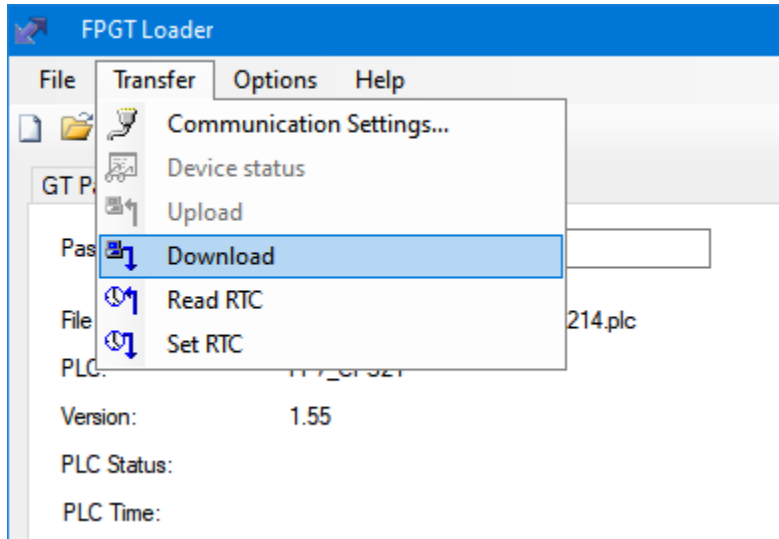 FPGT Loader
File Transfer Options Help
Communication Settings...
Device status
GT
Upload
Download
Read RTC
File 214.plc
Set RTC
PLC:
Version: 1.55
PLC Status:
PLC Time: